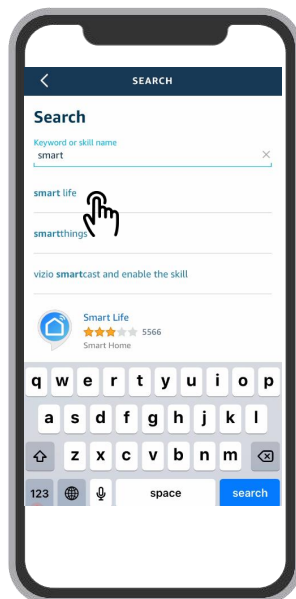 SEARCH
Search
Keyword or skill name
smart
smart life
smartthings
vizio smartcast and enable the skill
Smart Life
5566
Smart Home
q w e r t y u i o p
a s d f g h j k l
z x c v b n m
123 space search